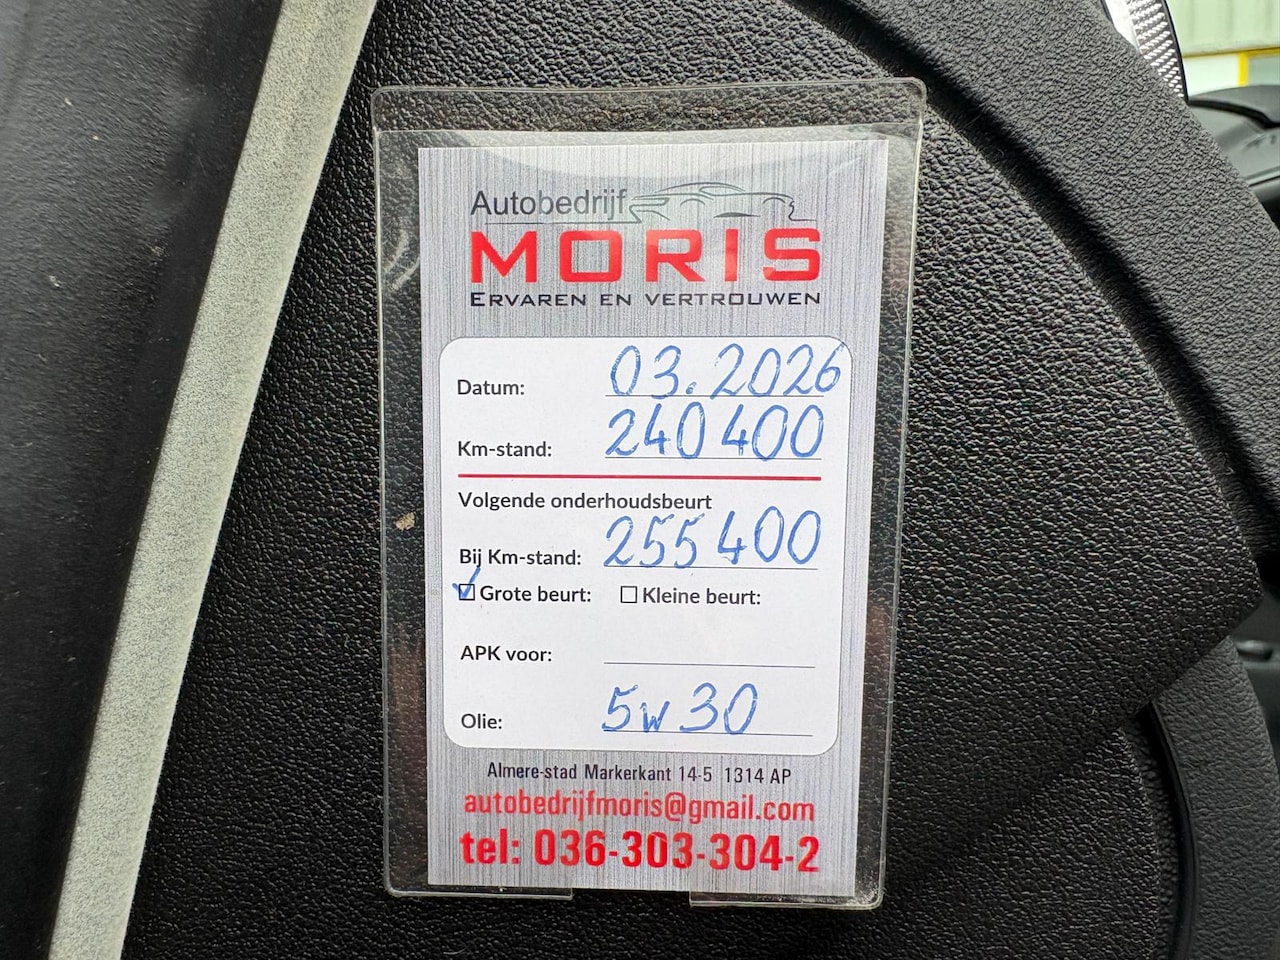 Autobedrijf
MORIS
ERVAREN EN VERTROUWEN
Datum: 03.2026
Km-stand: 240400
Volgende onderhoudsbeurt
Bij Km-stand: 255400
Grote beurt: Kleine beurt:
APK voor:
Olie: 5w30
Almere-stad Markerkant 14-5 1314 AP
autobedrijfmoris@gmail.com
tel: 036-303-304-2